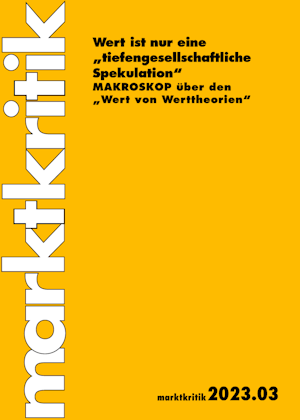 marktkritik
Wert ist nur eine
„tiefengesellschaftliche
Spekulation“
MAKROSKOP über den
„Wert von Werttheorien“
marktkritik 2023.03